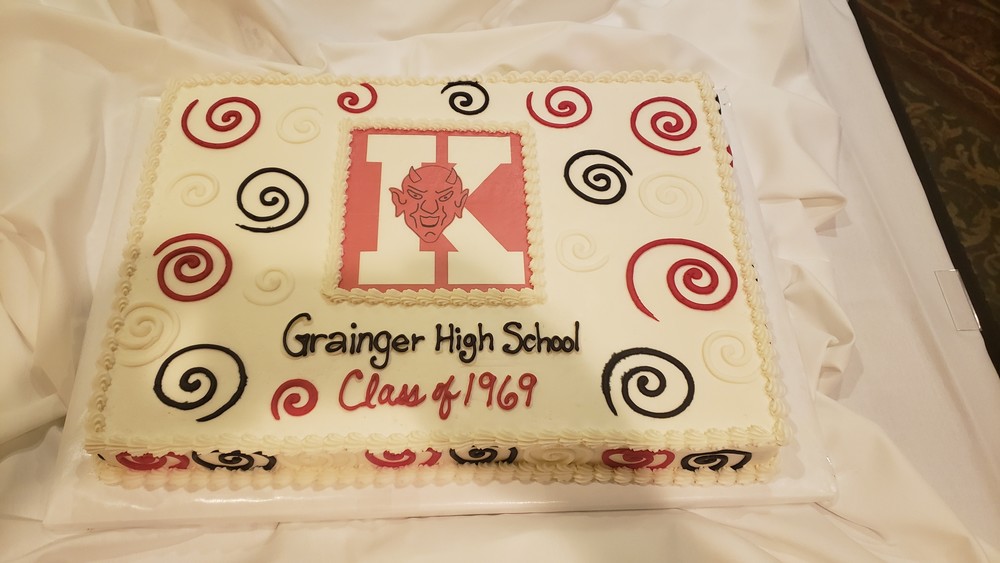 K
Grainger High School
Class of 1969